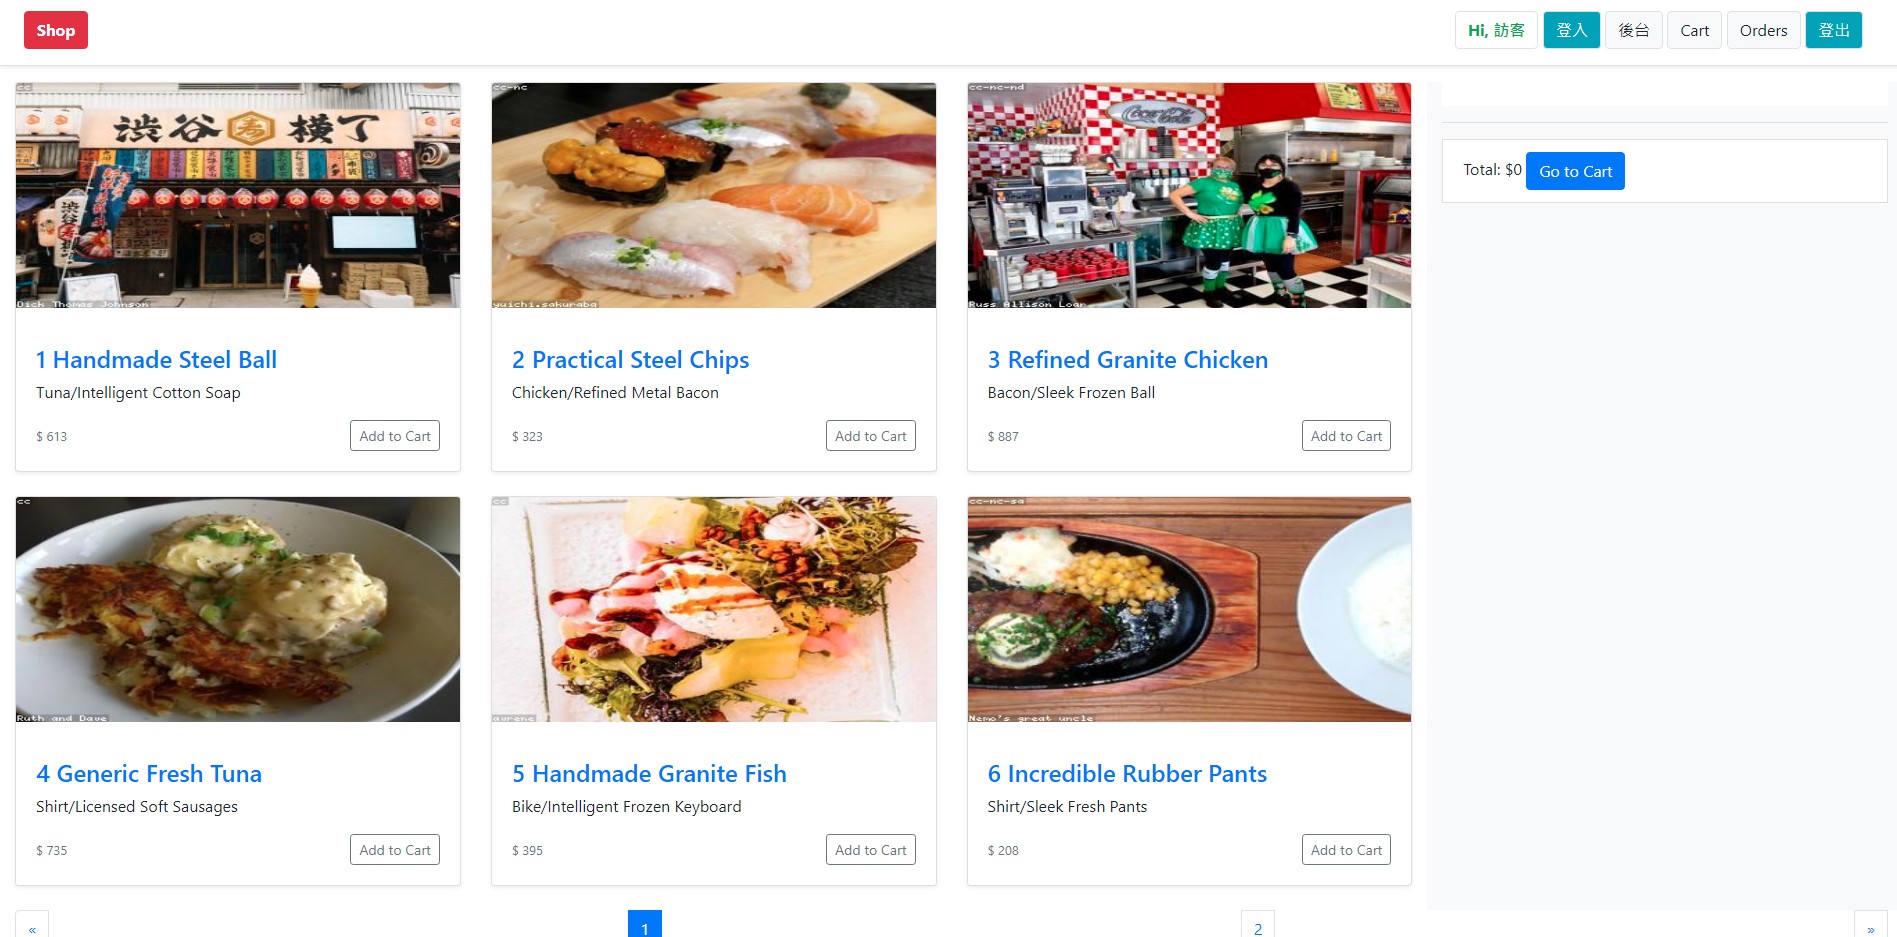 Shop
Hi, 訪客
登入
後台
Cart
Orders
登出
cc
渋谷 横丁
Dick Thomas Johnson
cc-nc
yuichi.sakuraba
cc-nc-nd
Russ Allison Loar
Total: $0
Go to Cart
1 Handmade Steel Ball
Tuna/Intelligent Cotton Soap
$ 613
Add to Cart
2 Practical Steel Chips
Chicken/Refined Metal Bacon
$ 323
Add to Cart
3 Refined Granite Chicken
Bacon/Sleek Frozen Ball
$ 887
Add to Cart
cc
Ruth and Dave
cc
cc-nc-sa
Nemo's great uncle
4 Generic Fresh Tuna
Shirt/Licensed Soft Sausages
$ 735
Add to Cart
5 Handmade Granite Fish
Bike/Intelligent Frozen Keyboard
$ 395
Add to Cart
6 Incredible Rubber Pants
Shirt/Sleek Fresh Pants
$ 208
Add to Cart
«
1
2
»